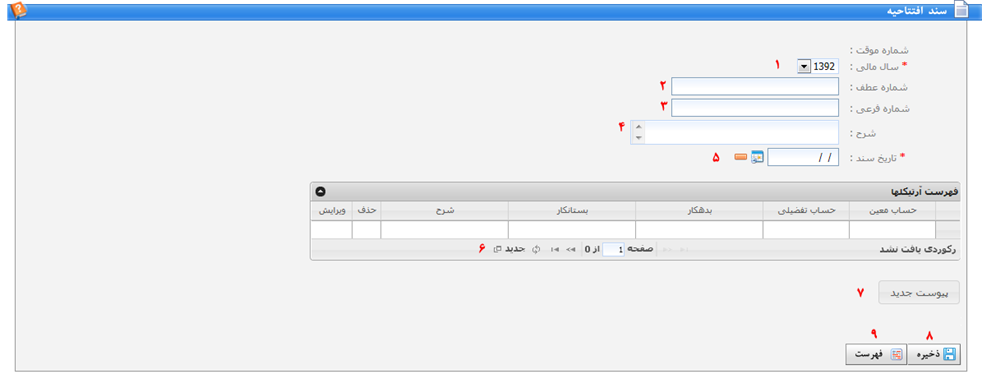 سند افتتاحیه
شماره موقت :
* سال مالی : 1392 ۱
شماره عطف : ۲
شماره فرعی : ۳
شرح : ۴
* تاریخ سند : / / ۵
فهرست آرتیکلها
حساب معین حساب تفضیلی بدهکار بستانکار شرح حذف ویرایش
رکوردی یافت نشد صفحه 1 از 0 جدید ۶
پیوست جدید ۷
۸ ۹
ذخیره فهرست